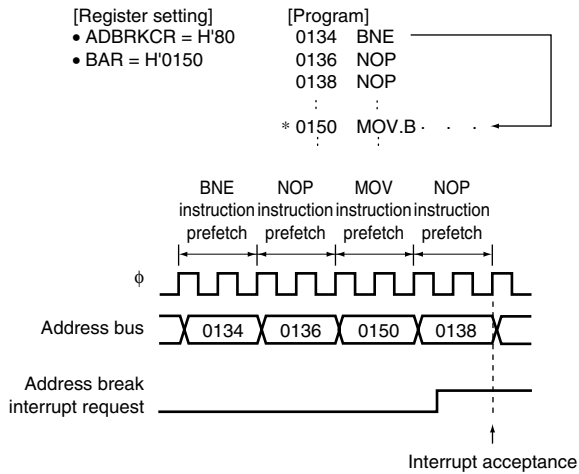 [Register setting]
• ADBRKCR = H'80
• BAR = H'0150
[Program]
0134 BNE
0136 NOP
0138 NOP
:    :
* 0150 MOV.B · · ·
:    :
BNE instruction prefetch
NOP instruction prefetch
MOV instruction prefetch
NOP instruction prefetch
φ
Address bus
0134 0136 0150 0138
Address break
interrupt request
Interrupt acceptance